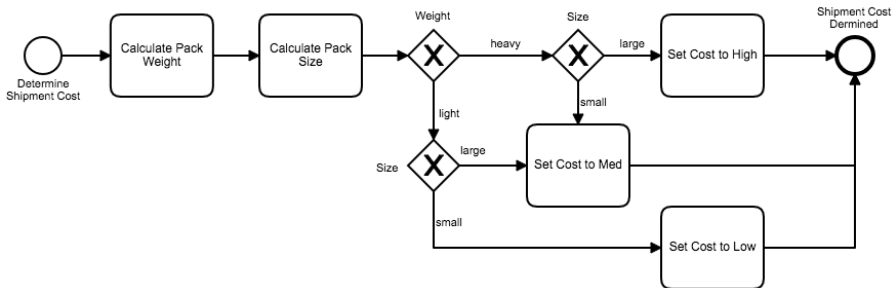 Determine
Shipment Cost
Calculate Pack
Weight
Calculate Pack
Size
Weight
heavy
light
Size
large
small
Set Cost to High
Shipment Cost
Dermined
Size
large
small
Set Cost to Med
Set Cost to Low